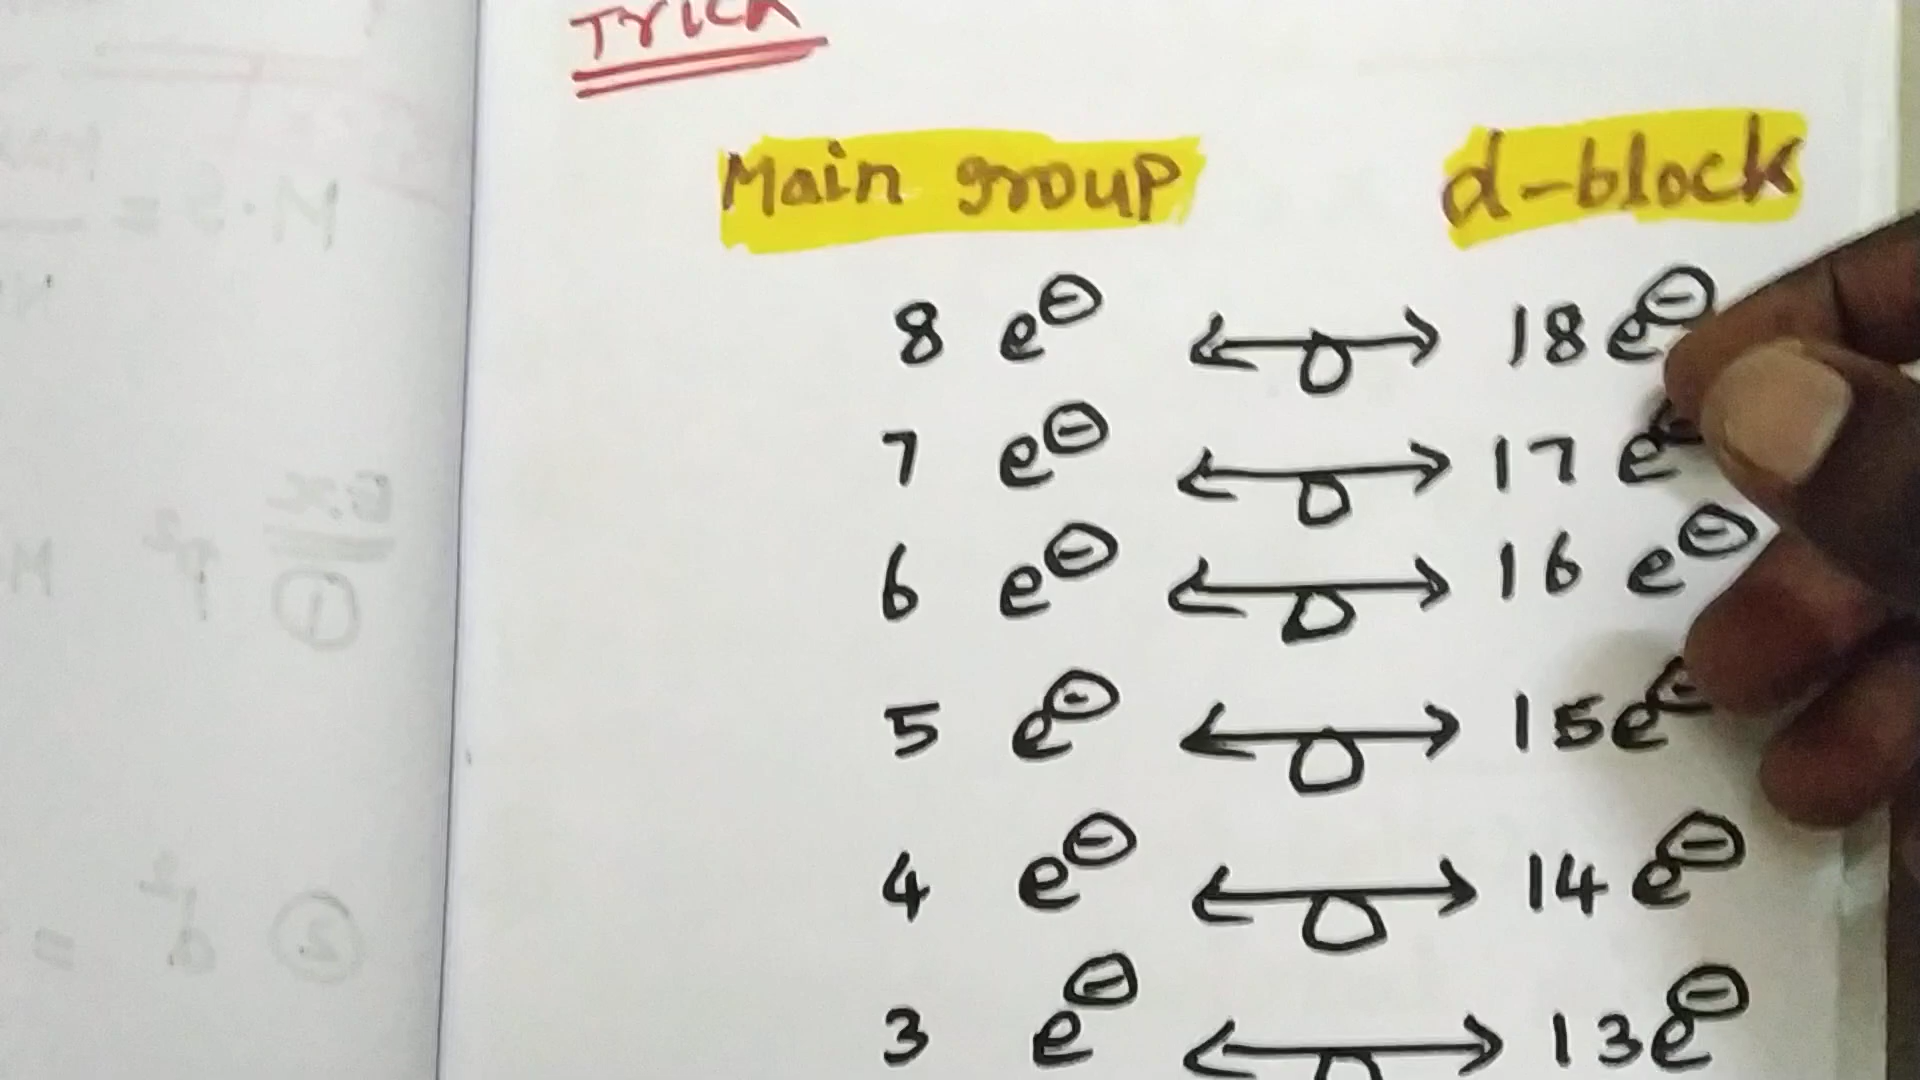 Trick
Main group d-block
8 e⊖ ⟷ 18 e⊖
7 e⊖ ⟷ 17 e⊖
6 e⊖ ⟷ 16 e⊖
5 e⊖ ⟷ 15 e⊖
4 e⊖ ⟷ 14 e⊖
3 e⊖ ⟷ 13 e⊖